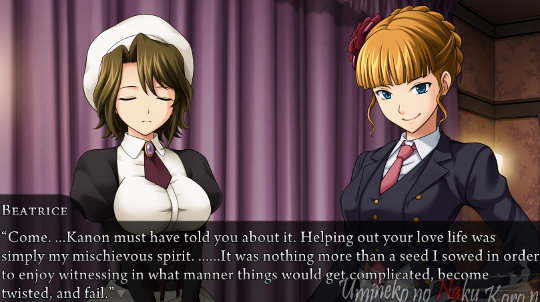 Beatrice
“Come. ...Kanon must have told you about it. Helping out your love life was
simply my mischievous spirit. ......It was nothing more than a seed I sowed in order
to enjoy witnessing in what manner things would get complicated, become
twisted, and fail.”
Umineko no Naku Koro n